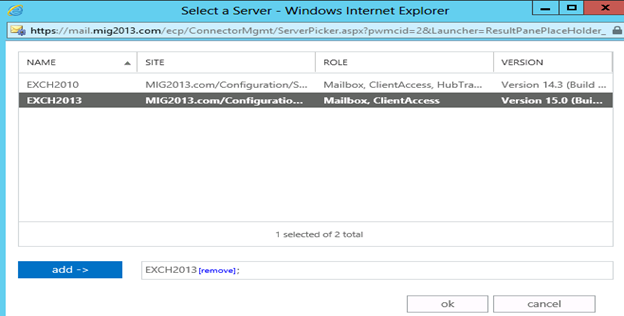 Select a Server - Windows Internet Explorer
https://mail.mig2013.com/ecp/ConnectorMgmt/ServerPicker.aspx?pwmcid=2&Launcher=ResultPanePlaceHolder_
NAME SITE ROLE VERSION
EXCH2010 MIG2013.com/Configuration/S... Mailbox, ClientAccess, HubTra... Version 14.3 (Build ...
EXCH2013 MIG2013.com/Configuratio... Mailbox, ClientAccess Version 15.0 (Bui...
1 selected of 2 total
add -> EXCH2013[remove];
ok cancel